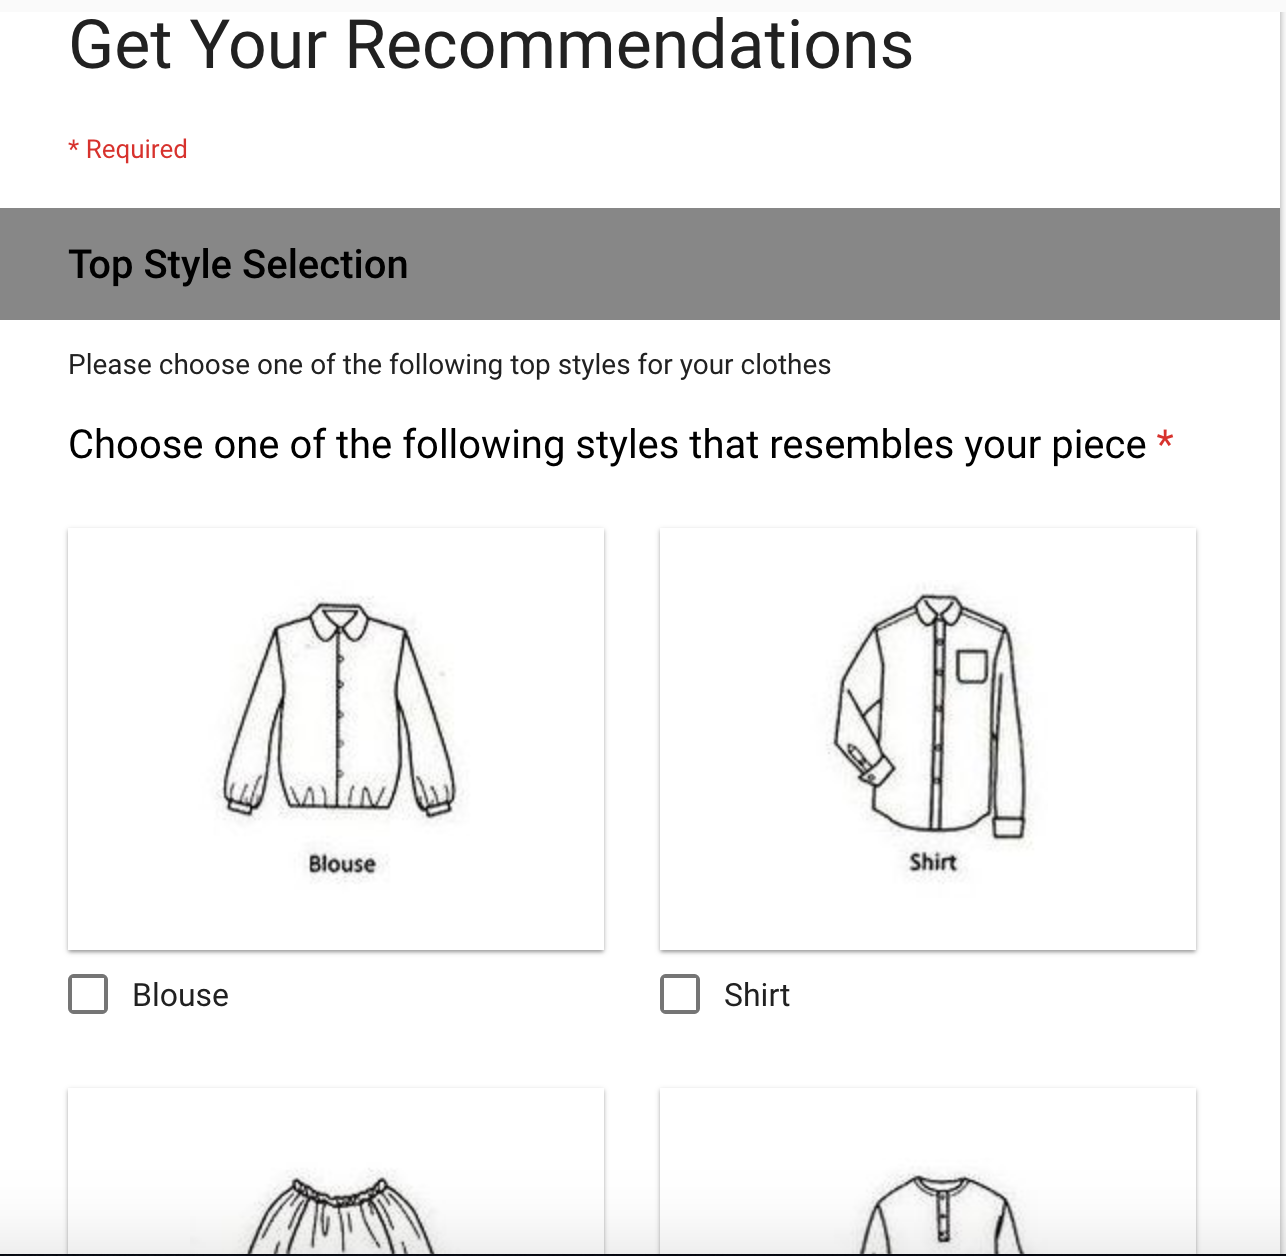 Get Your Recommendations
* Required
Top Style Selection
Please choose one of the following top styles for your clothes
Choose one of the following styles that resembles your piece *
Blouse
Shirt
Blouse
Shirt